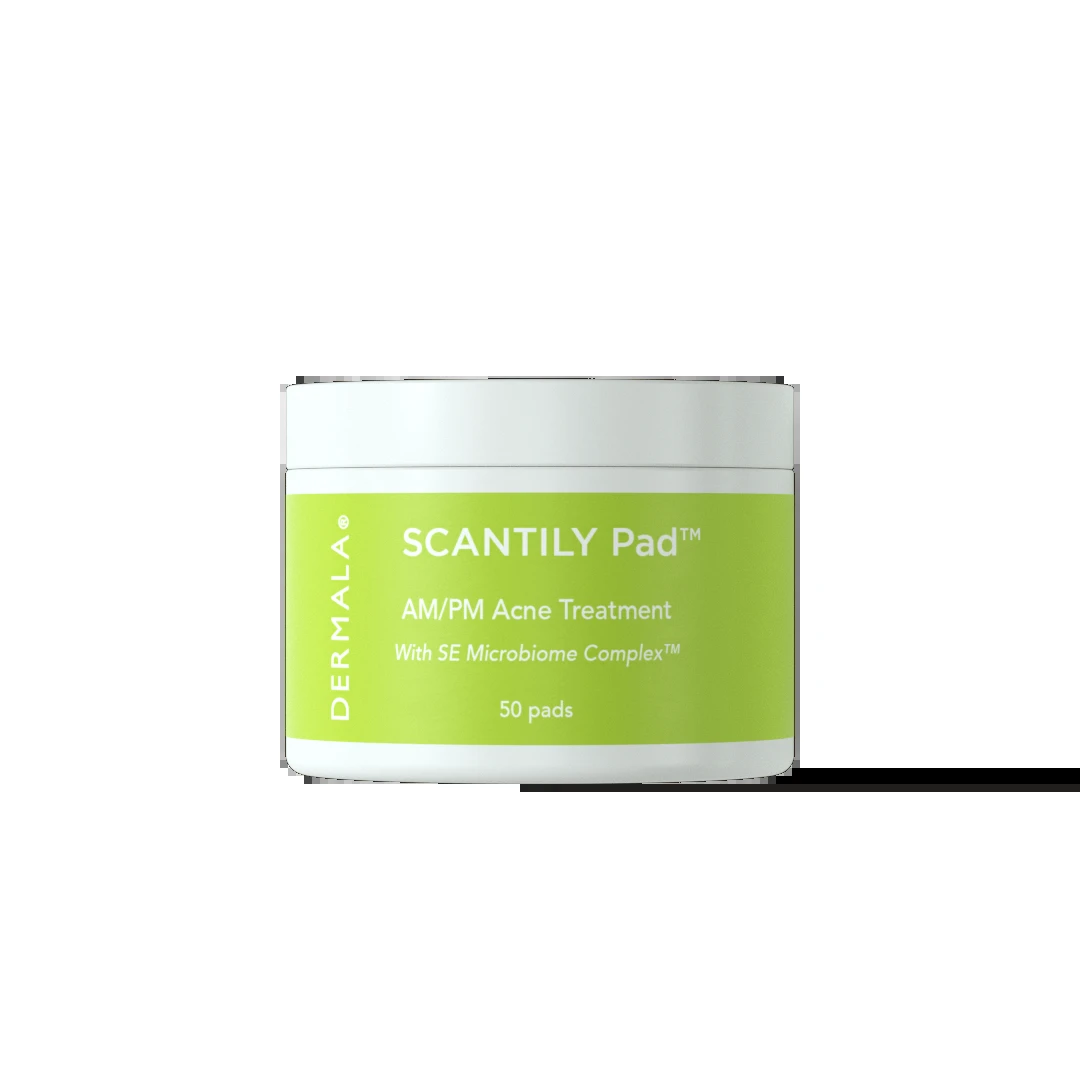 DERMALA®
SCANTILY Pad™
AM/PM Acne Treatment
With SE Microbiome Complex™
50 pads